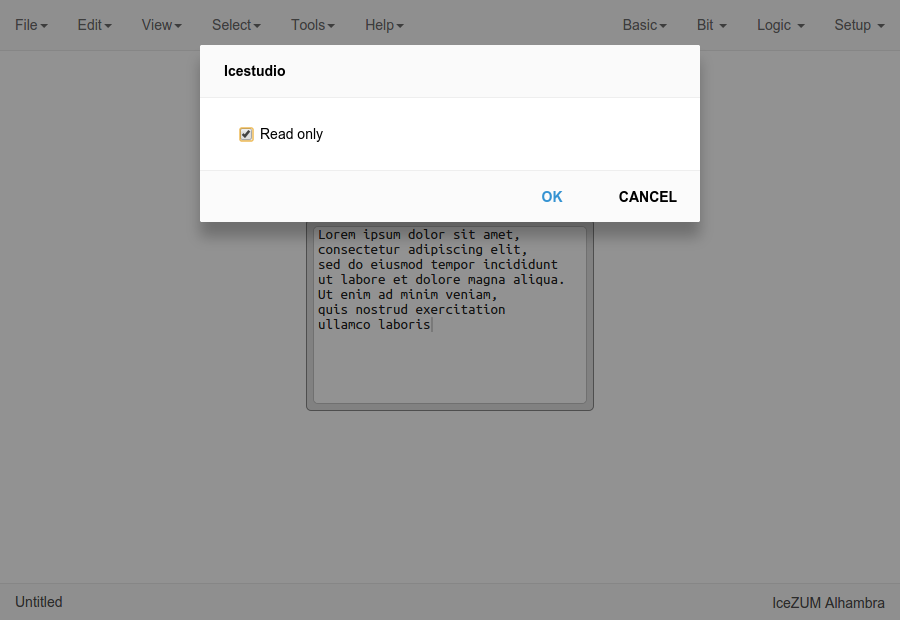 File Edit View Select Tools Help Basic Bit Logic Setup
Icestudio
Read only
OK CANCEL
Lorem ipsum dolor sit amet,
consectetur adipiscing elit,
sed do eiusmod tempor incididunt
ut labore et dolore magna aliqua.
Ut enim ad minim veniam,
quis nostrud exercitation
ullamco laboris
Untitled IceZUM Alhambra